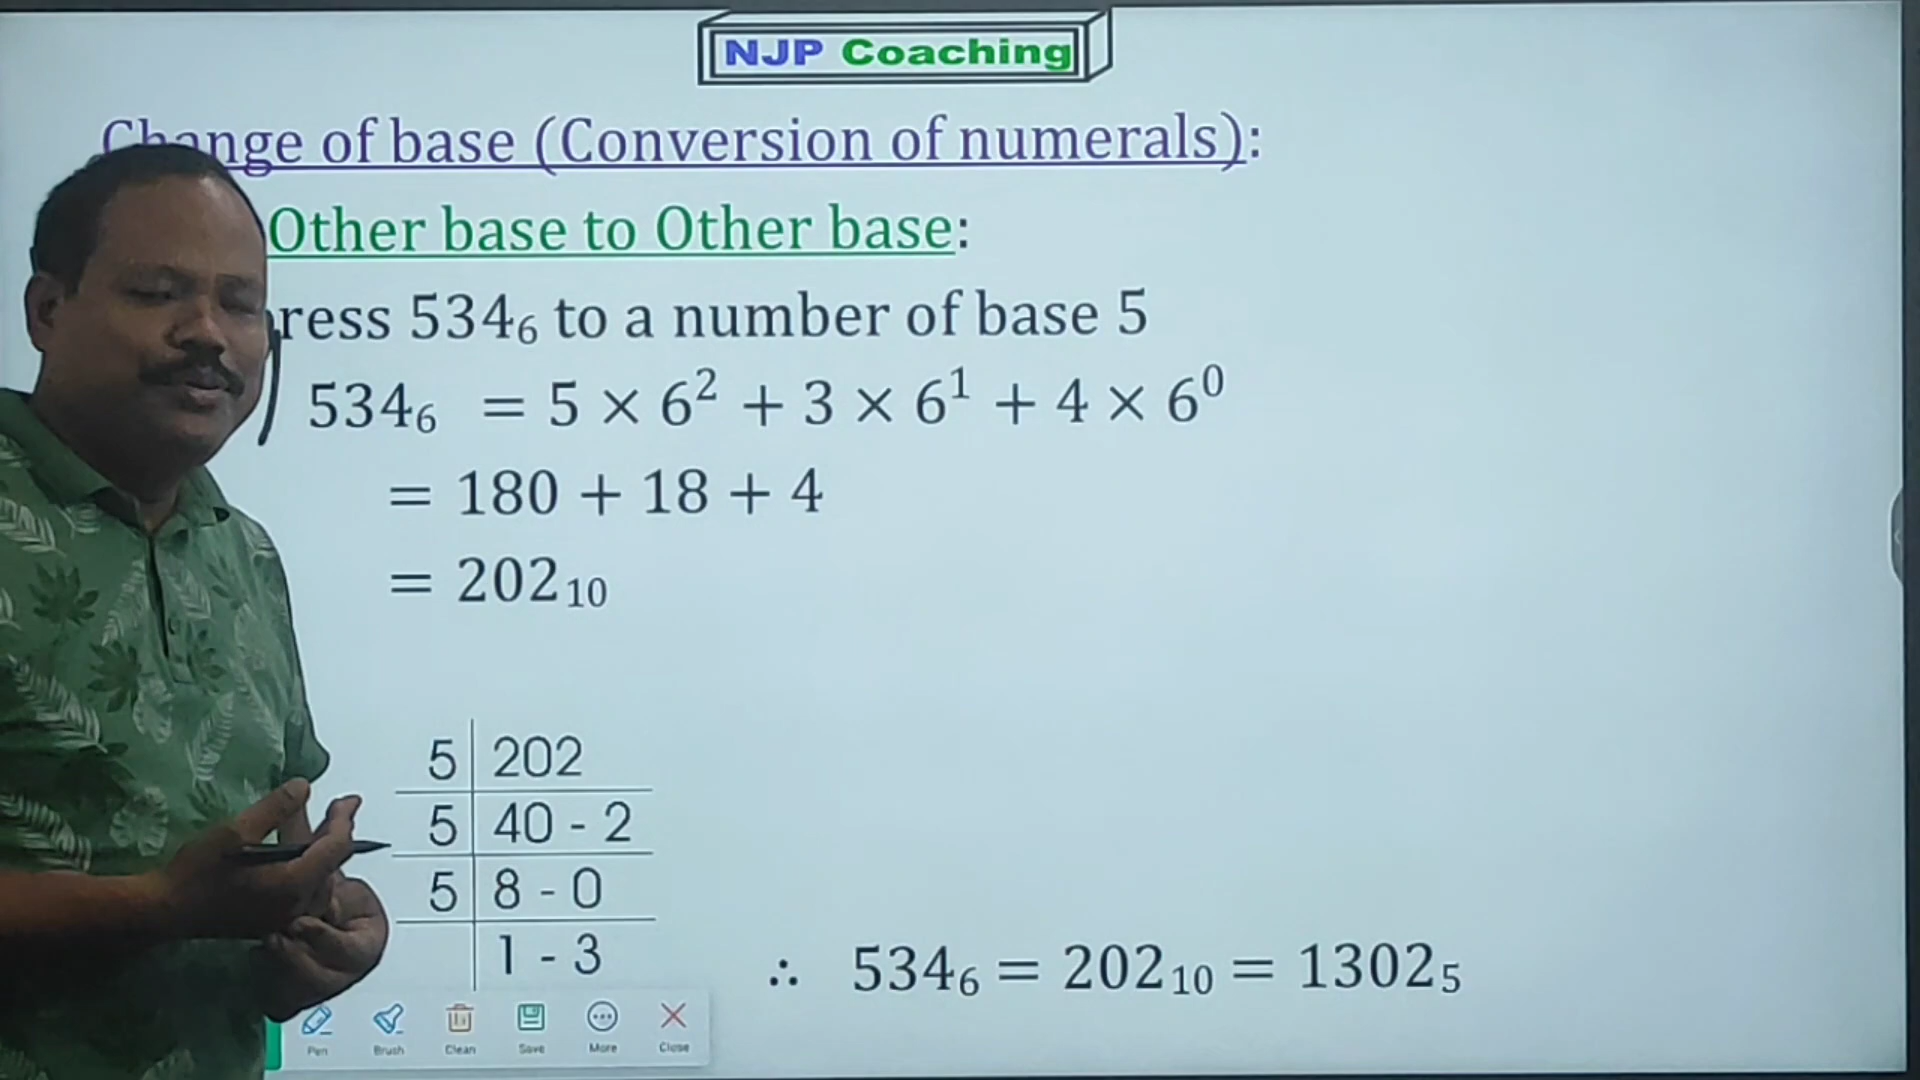 NJP Coaching
Change of base (Conversion of numerals):
Other base to Other base:
press 534₆ to a number of base 5
534₆ = 5 × 6² + 3 × 6¹ + 4 × 6⁰
= 180 + 18 + 4
= 202₁₀
5 | 202
5 | 40 - 2
5 | 8 - 0
1 - 3
∴ 534₆ = 202₁₀ = 1302₅
Pen Brush Clean Save More Close